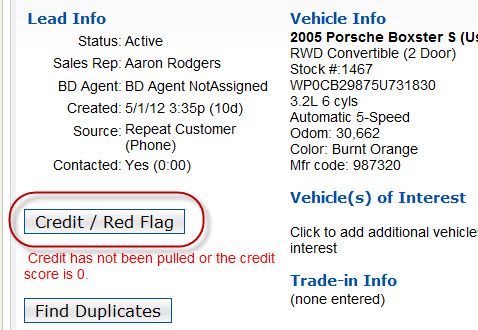 Lead Info
Status: Active
Sales Rep: Aaron Rodgers
BD Agent: BD Agent NotAssigned
Created: 5/1/12 3:35p (10d)
Source: Repeat Customer
(Phone)
Contacted: Yes (0:00)
Credit / Red Flag
Credit has not been pulled or the credit
score is 0.
Find Duplicates
Vehicle Info
2005 Porsche Boxster S (Us
RWD Convertible (2 Door)
Stock #:1467
WP0CB29875U731830
3.2L 6 cyls
Automatic 5-Speed
Odom: 30,662
Color: Burnt Orange
Mfr code: 987320
Vehicle(s) of Interest
Click to add additional vehicles
interest
Trade-in Info
(none entered)